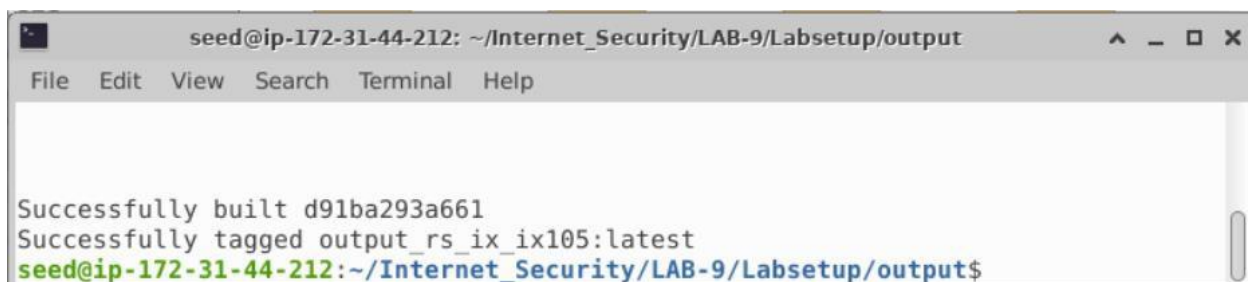 seed@ip-172-31-44-212: ~/Internet_Security/LAB-9/Labsetup/output
File Edit View Search Terminal Help
Successfully built d91ba293a661
Successfully tagged output_rs_ix_ix105:latest
seed@ip-172-31-44-212:~/Internet_Security/LAB-9/Labsetup/output$